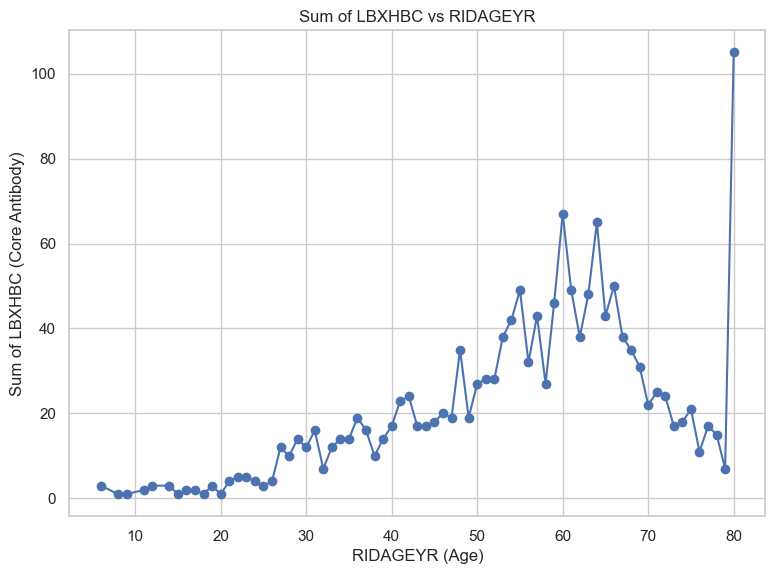 Sum of LBXHBC vs RIDAGEYR
Sum of LBXHBC (Core Antibody)
100
80
60
40
20
0
10 20 30 40 50 60 70 80
RIDAGEYR (Age)